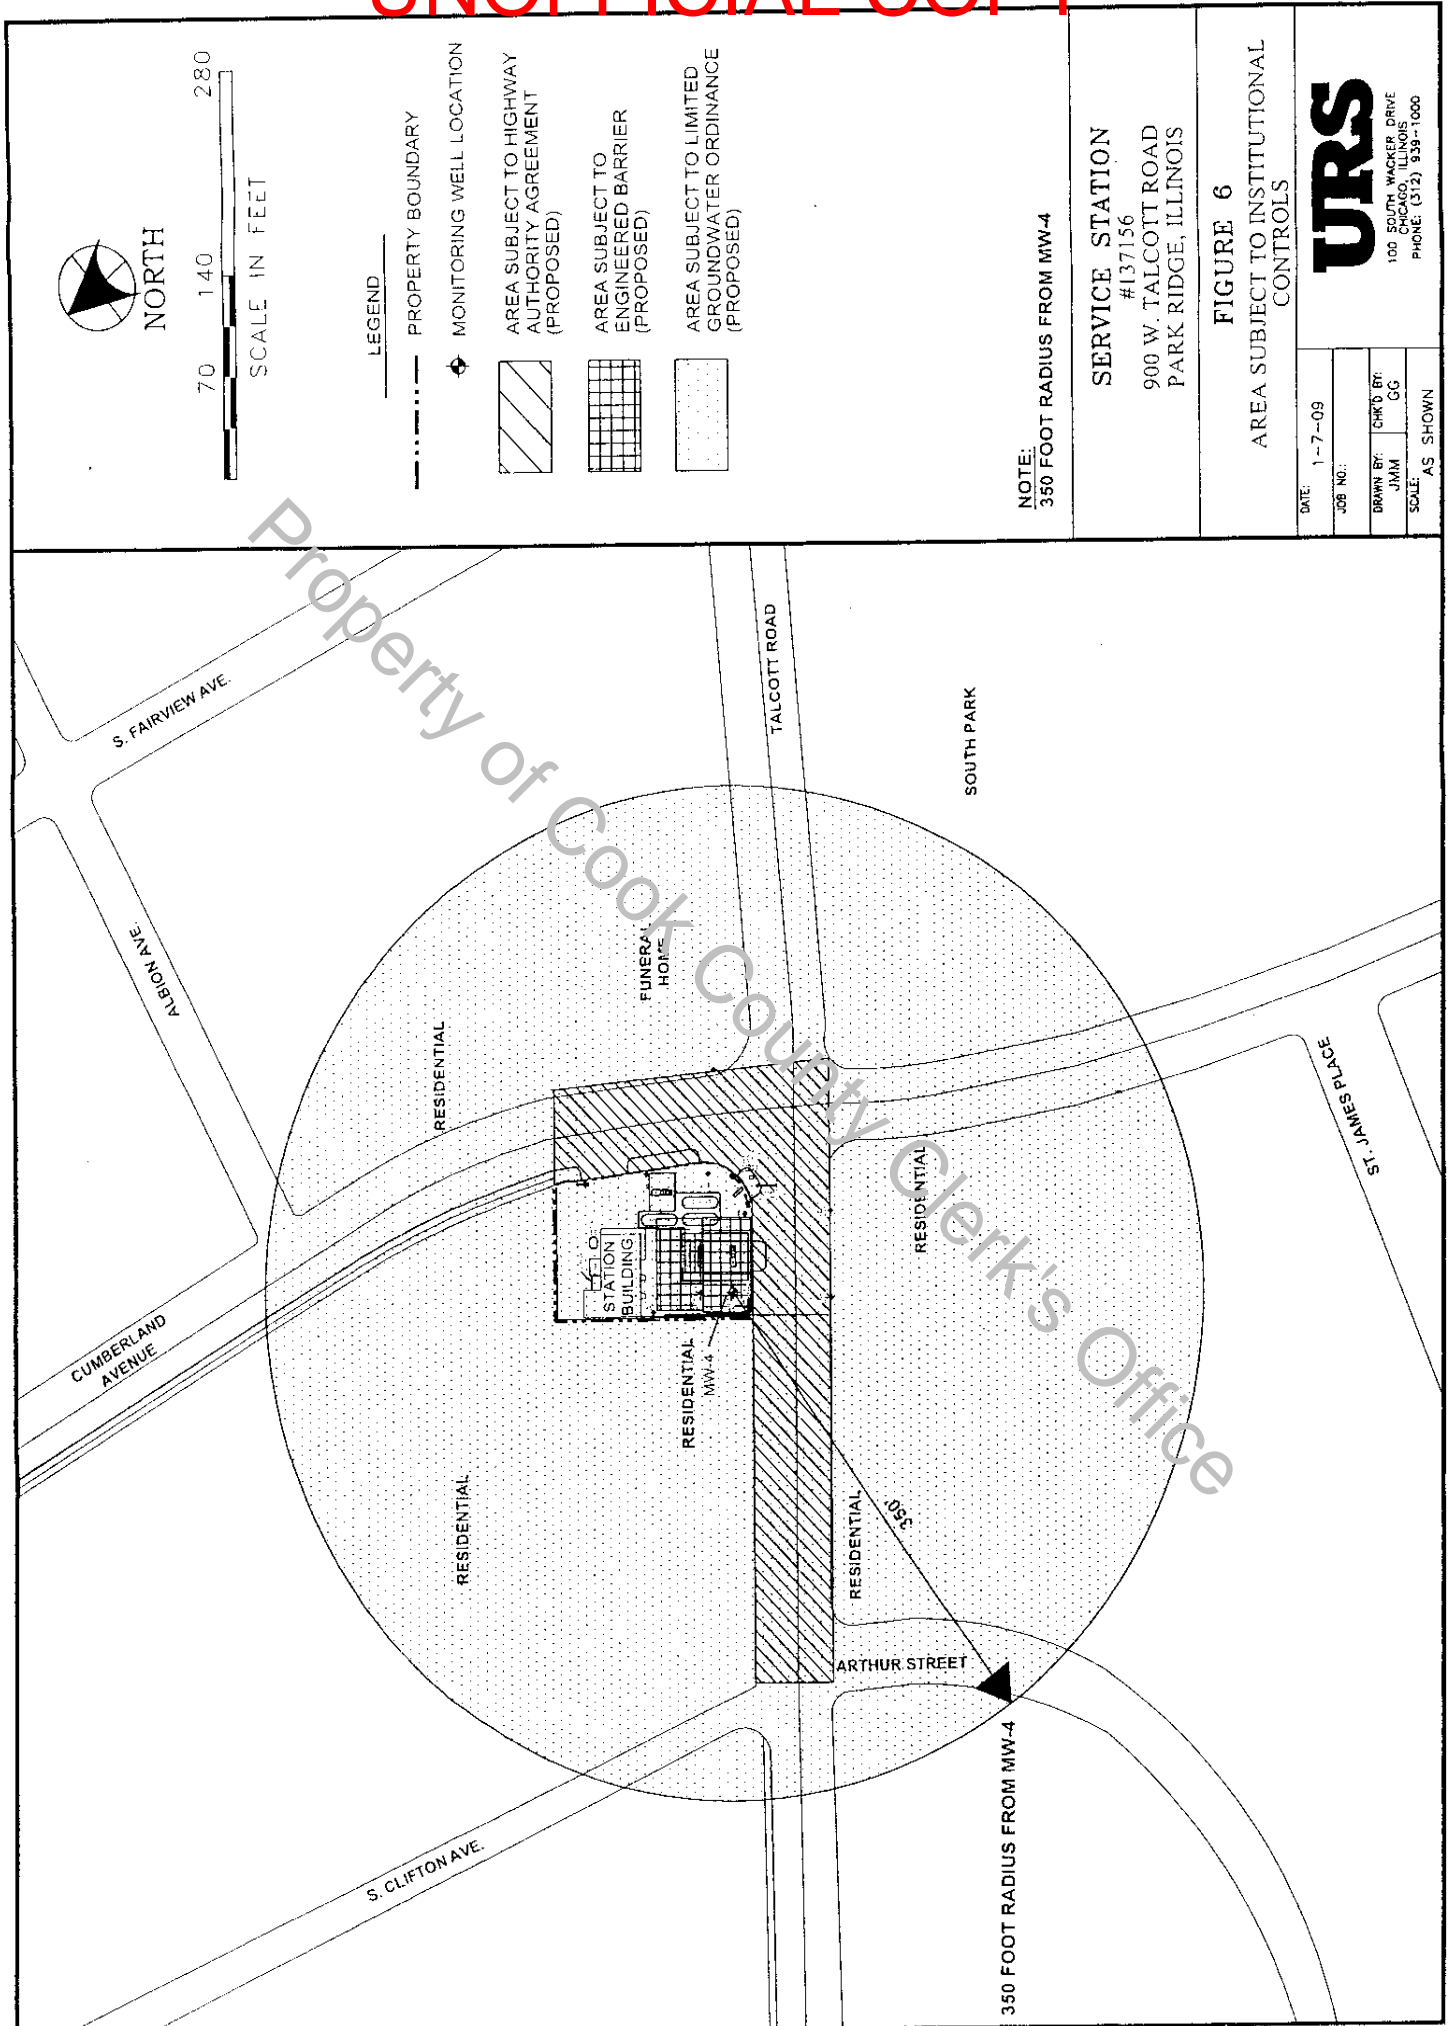 UNOFFICIAL COPY
NORTH
70 140 280
SCALE IN FEET
LEGEND
PROPERTY BOUNDARY
MONITORING WELL LOCATION
AREA SUBJECT TO HIGHWAY
AUTHORITY AGREEMENT
(PROPOSED)
AREA SUBJECT TO
ENGINEERED BARRIER
(PROPOSED)
AREA SUBJECT TO LIMITED
GROUNDWATER ORDINANCE
(PROPOSED)
NOTE:
350 FOOT RADIUS FROM MW-4
SERVICE STATION
#137156
900 W. TALCOTT ROAD
PARK RIDGE, ILLINOIS
FIGURE 6
AREA SUBJECT TO INSTITUTIONAL
CONTROLS
DATE: 1-7-09
JOB NO.:
DRAWN BY: JMM
CHK'D BY: GG
SCALE: AS SHOWN
URS
100 SOUTH WACKER DRIVE
CHICAGO, ILLINOIS
PHONE: (312) 939-1000
S. FAIRVIEW AVE.
ALBION AVE.
CUMBERLAND
AVENUE
RESIDENTIAL
FUNERAL
HOME
TALCOTT ROAD
SOUTH PARK
STATION
BUILDING
RESIDENTIAL
MW-4
RESIDENTIAL
RESIDENTIAL
RESIDENTIAL
350'
ST. JAMES PLACE
ARTHUR STREET
S. CLIFTON AVE.
350 FOOT RADIUS FROM MW-4
Property of Cook County Clerk's Office